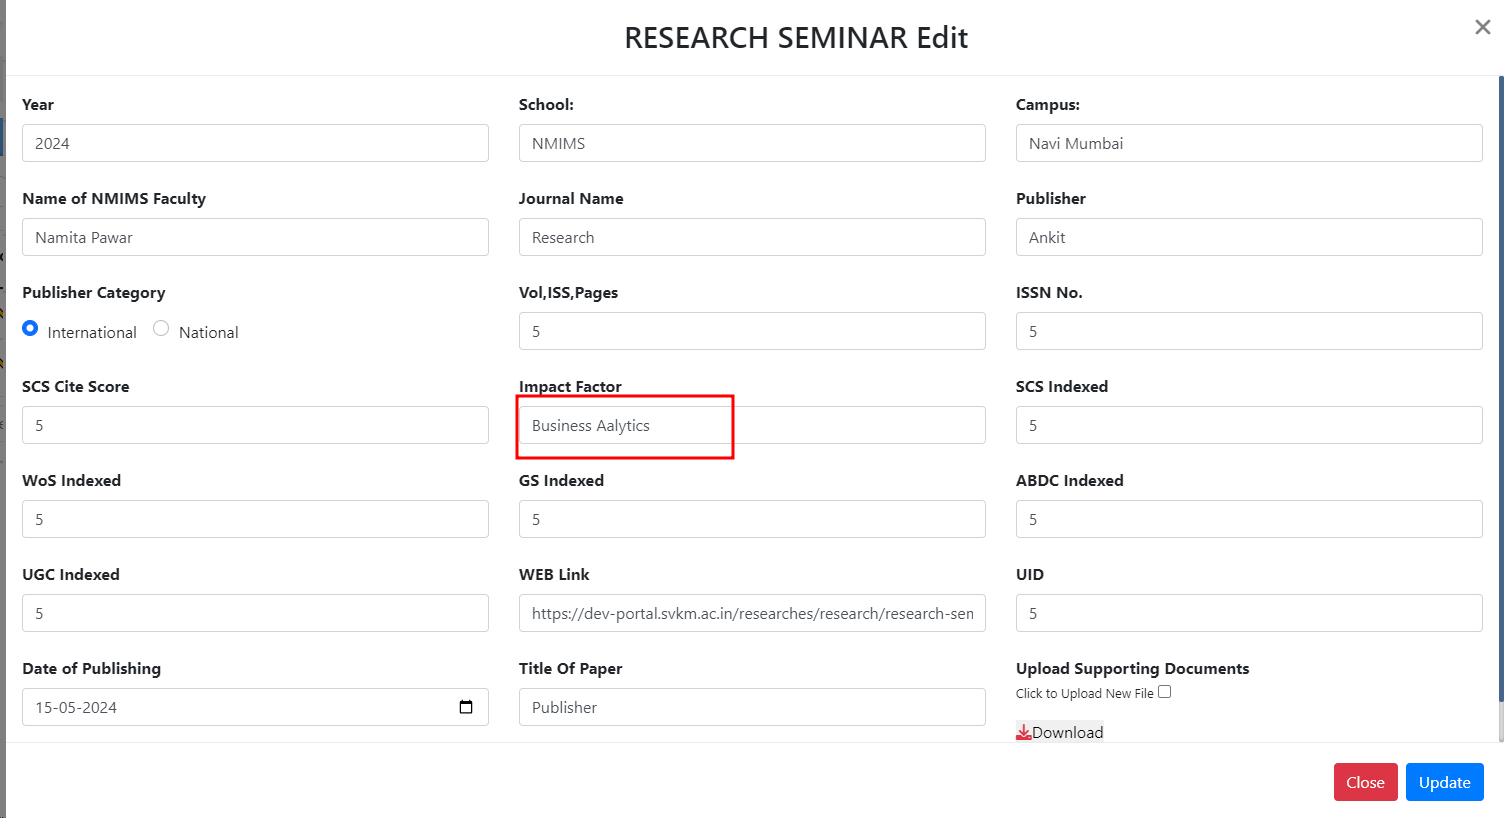 RESEARCH SEMINAR Edit
Year
School:
Campus:
2024
NMIMS
Navi Mumbai
Name of NMIMS Faculty
Journal Name
Publisher
Namita Pawar
Research
Ankit
Publisher Category
Vol,ISS,Pages
ISSN No.
International
National
5
5
SCS Cite Score
Impact Factor
SCS Indexed
5
Business Aalytics
5
WoS Indexed
GS Indexed
ABDC Indexed
5
5
5
UGC Indexed
WEB Link
UID
5
https://dev-portal.svkm.ac.in/researches/research/research-sem
5
Date of Publishing
Title Of Paper
Upload Supporting Documents
Click to Upload New File
15-05-2024
Publisher
Download
Close
Update